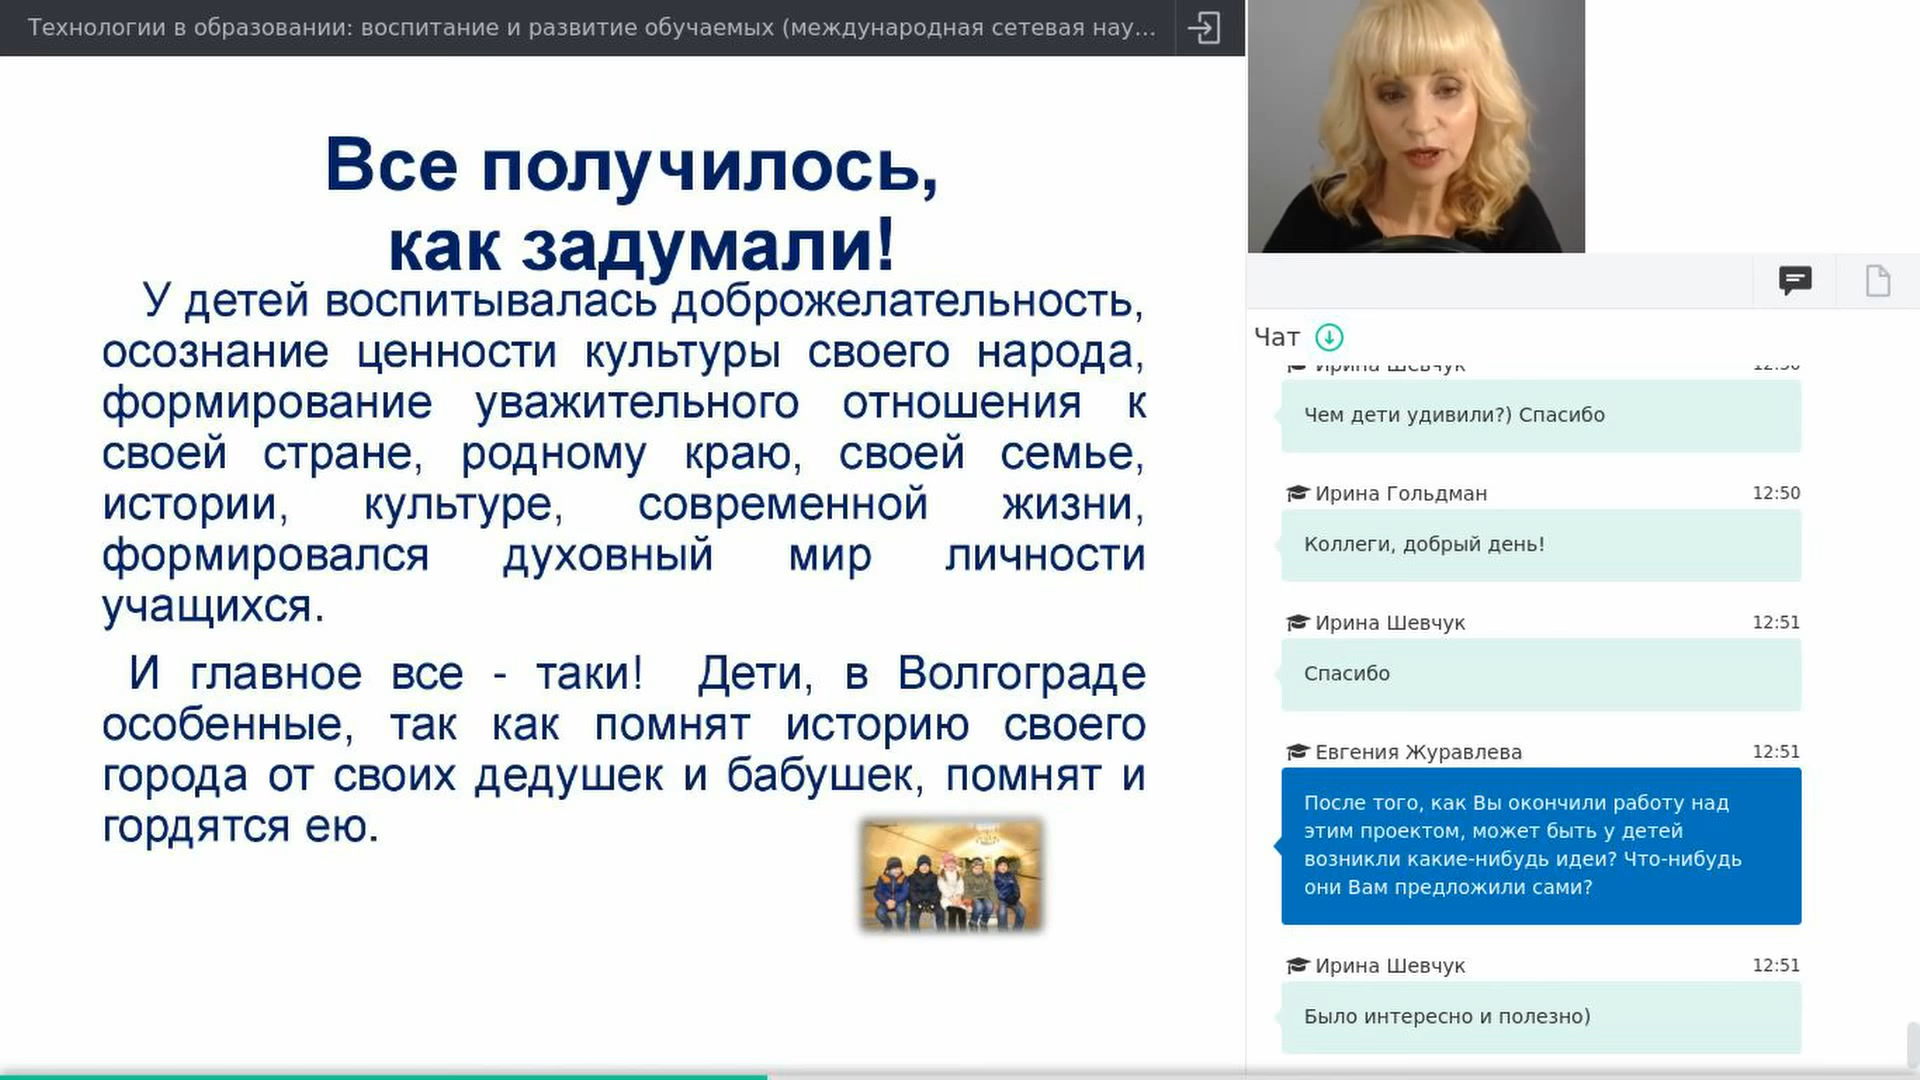 Технологии в образовании: воспитание и развитие обучаемых (международная сетевая нау...
Все получилось,
как задумали!
У детей воспитывалась доброжелательность,
осознание ценности культуры своего народа,
формирование уважительного отношения к
своей стране, родному краю, своей семье,
истории, культуре, современной жизни,
формировался духовный мир личности
учащихся.
И главное все - таки! Дети, в Волгограде
особенные, так как помнят историю своего
города от своих дедушек и бабушек, помнят и
гордятся ею.
Чат
Ирина Шевчук 12:50
Чем дети удивили?) Спасибо
Ирина Гольдман 12:50
Коллеги, добрый день!
Ирина Шевчук 12:51
Спасибо
Евгения Журавлева 12:51
После того, как Вы окончили работу над
этим проектом, может быть у детей
возникли какие-нибудь идеи? Что-нибудь
они Вам предложили сами?
Ирина Шевчук 12:51
Было интересно и полезно)